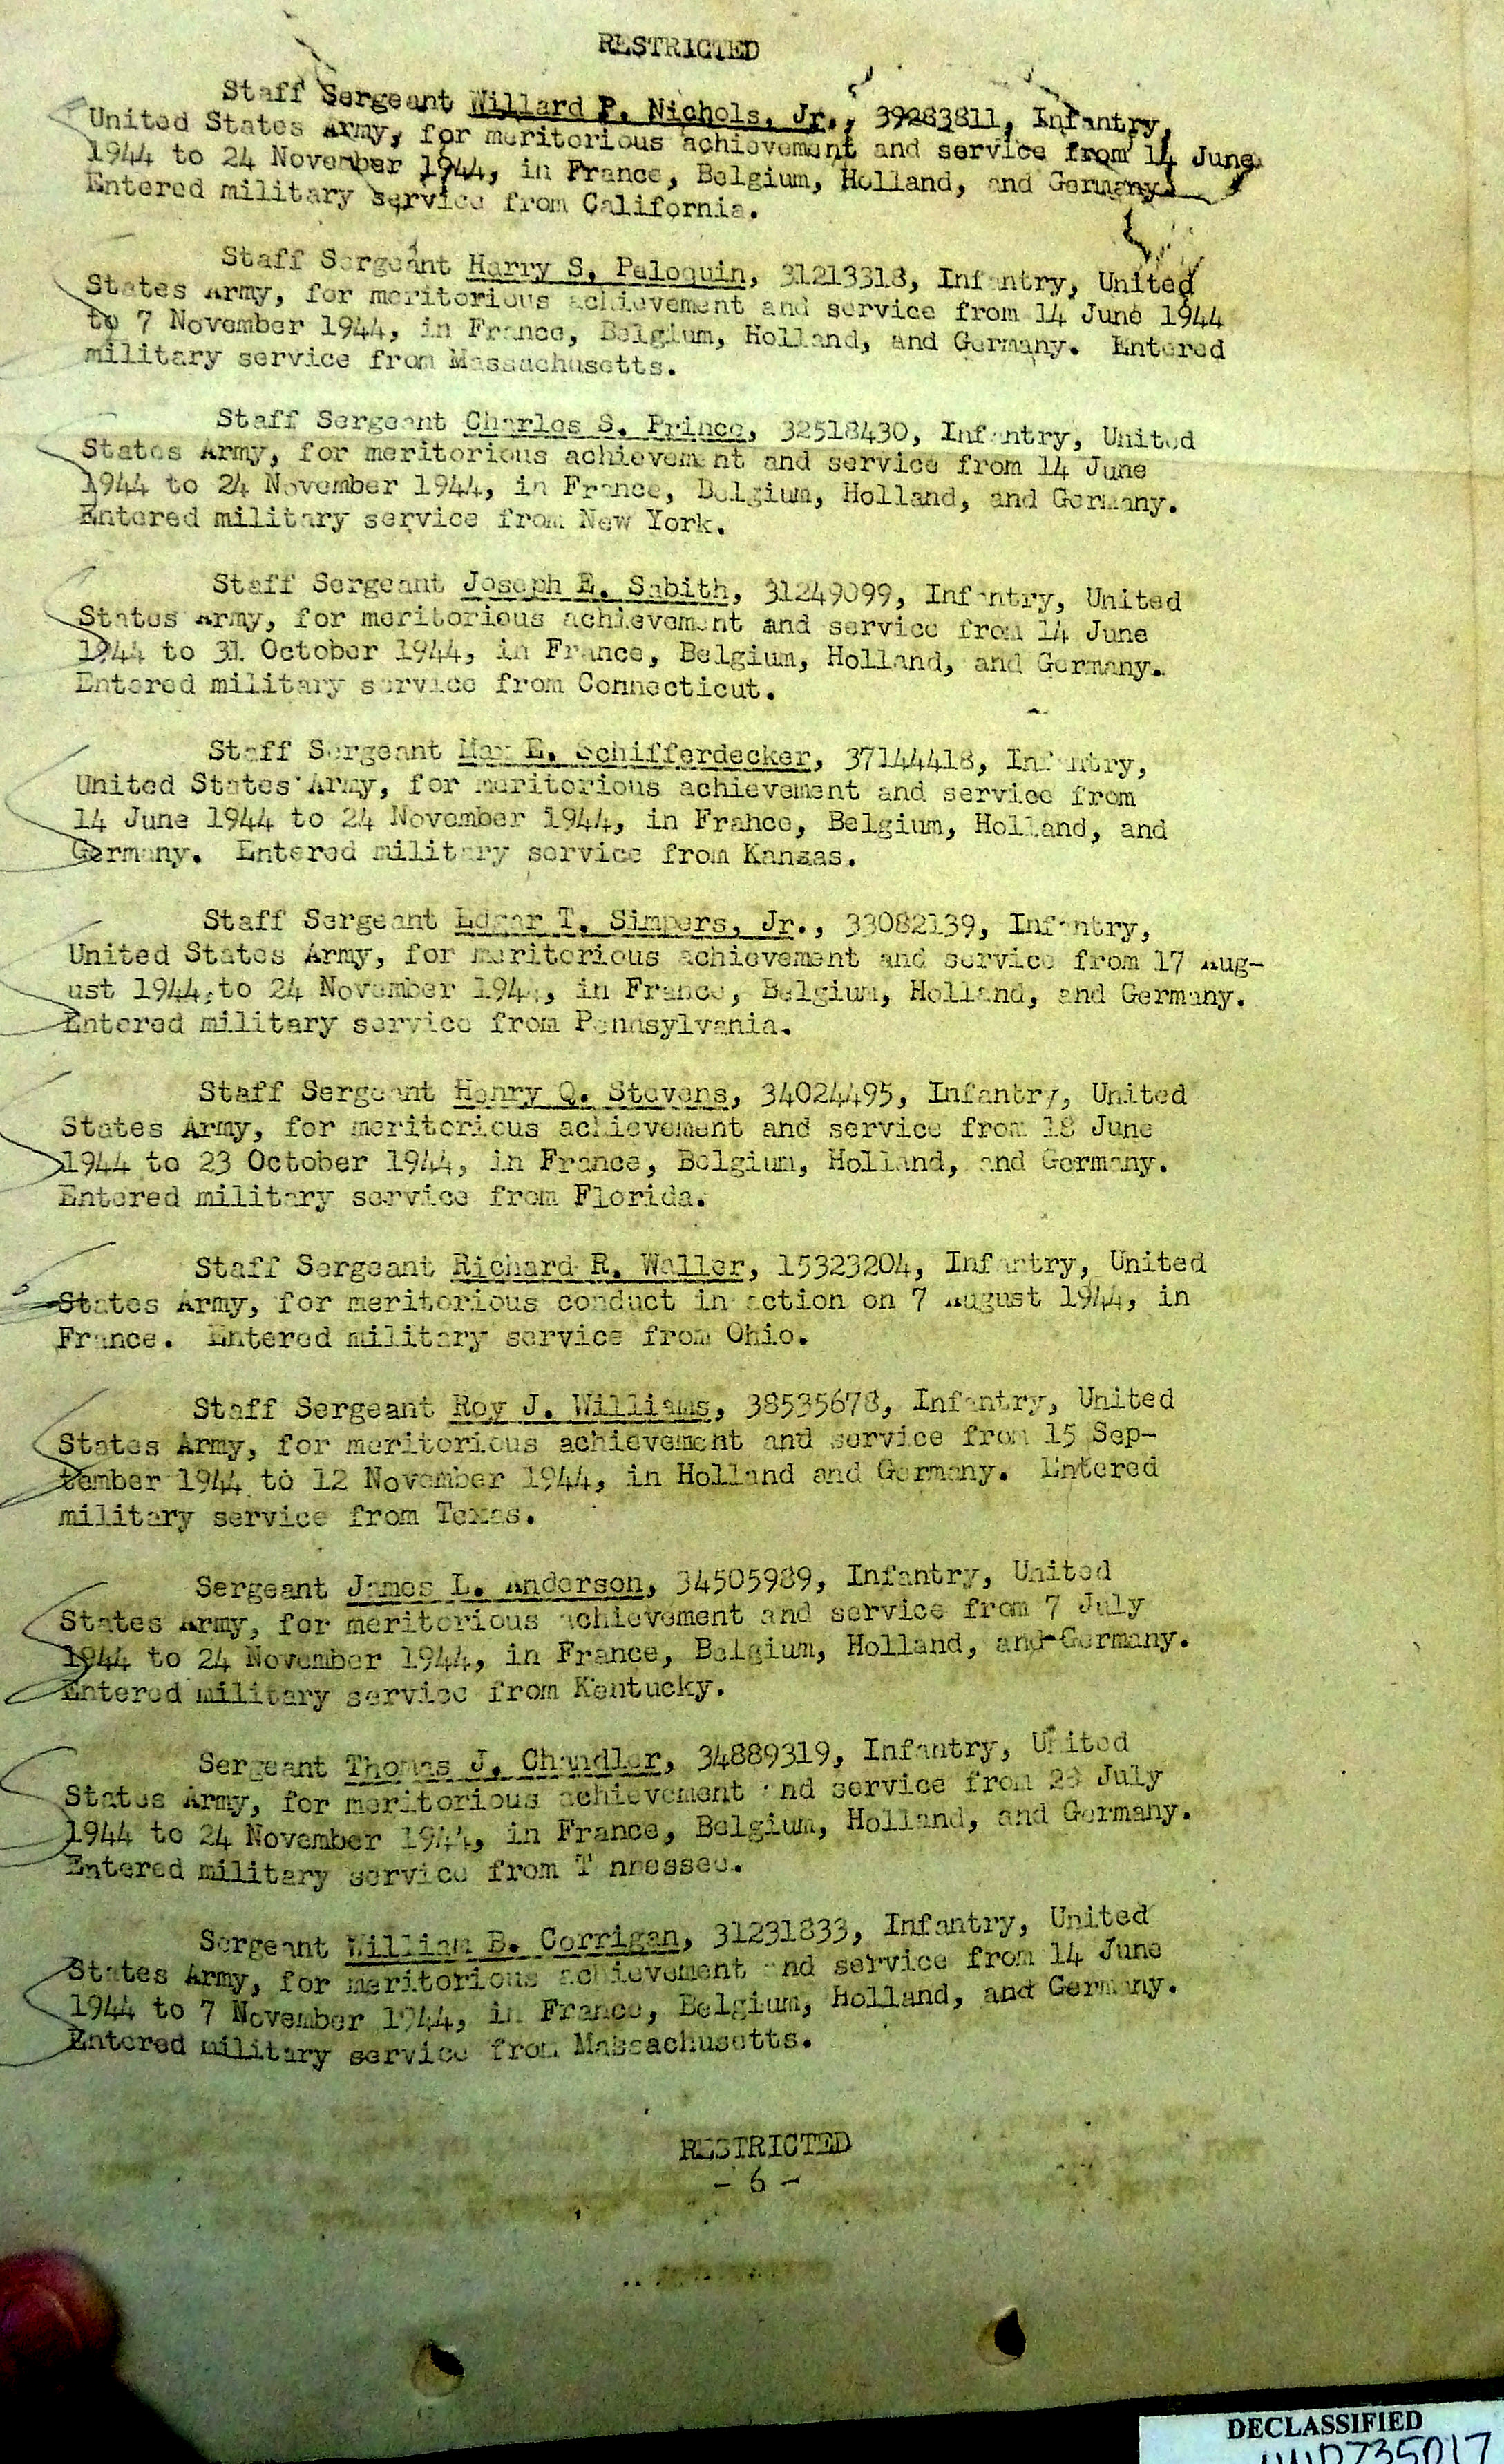 RESTRICTED
Staff Sergeant Willard P. Nichols, Jr., 39283811, Infantry,
United States Army, for meritorious achievement and service from 14 June
1944 to 24 November 1944, in France, Belgium, Holland, and Germany.
Entered military service from California.
Staff Sergeant Harry S. Peloquin, 31213318, Infantry, United
States Army, for meritorious achievement and service from 14 June 1944
to 7 November 1944, in France, Belgium, Holland, and Germany. Entered
military service from Massachusetts.
Staff Sergeant Charles S. Prince, 32518430, Infantry, United
States Army, for meritorious achievement and service from 14 June
1944 to 24 November 1944, in France, Belgium, Holland, and Germany.
Entered military service from New York.
Staff Sergeant Joseph E. Sabith, 31249099, Infantry, United
States Army, for meritorious achievement and service from 14 June
1944 to 31 October 1944, in France, Belgium, Holland, and Germany.
Entered military service from Connecticut.
Staff Sergeant Max E. Schifferdecker, 37144418, Infantry,
United States Army, for meritorious achievement and service from
14 June 1944 to 24 November 1944, in France, Belgium, Holland, and
Germany. Entered military service from Kansas.
Staff Sergeant Edgar T. Simpers, Jr., 33082139, Infantry,
United States Army, for meritorious achievement and service from 17 Aug-
ust 1944, to 24 November 1944, in France, Belgium, Holland, and Germany.
Entered military service from Pennsylvania.
Staff Sergeant Henry Q. Stevens, 34024495, Infantry, United
States Army, for meritorious achievement and service from 18 June
1944 to 23 October 1944, in France, Belgium, Holland, and Germany.
Entered military service from Florida.
Staff Sergeant Richard R. Waller, 15323204, Infantry, United
States Army, for meritorious conduct in action on 7 August 1944, in
France. Entered military service from Ohio.
Staff Sergeant Roy J. Williams, 38535678, Infantry, United
States Army, for meritorious achievement and service from 15 Sep-
tember 1944 to 12 November 1944, in Holland and Germany. Entered
military service from Texas.
Sergeant James L. Anderson, 34505989, Infantry, United
States Army, for meritorious achievement and service from 7 July
1944 to 24 November 1944, in France, Belgium, Holland, and Germany.
Entered military service from Kentucky.
Sergeant Thomas J. Chandler, 34889319, Infantry, United
States Army, for meritorious achievement and service from 28 July
1944 to 24 November 1944, in France, Belgium, Holland, and Germany.
Entered military service from Tennessee.
Sergeant William B. Corrigan, 31231833, Infantry, United
States Army, for meritorious achievement and service from 14 June
1944 to 7 November 1944, in France, Belgium, Holland, and Germany.
Entered military service from Massachusetts.
RESTRICTED
- 6 -
DECLASSIFIED